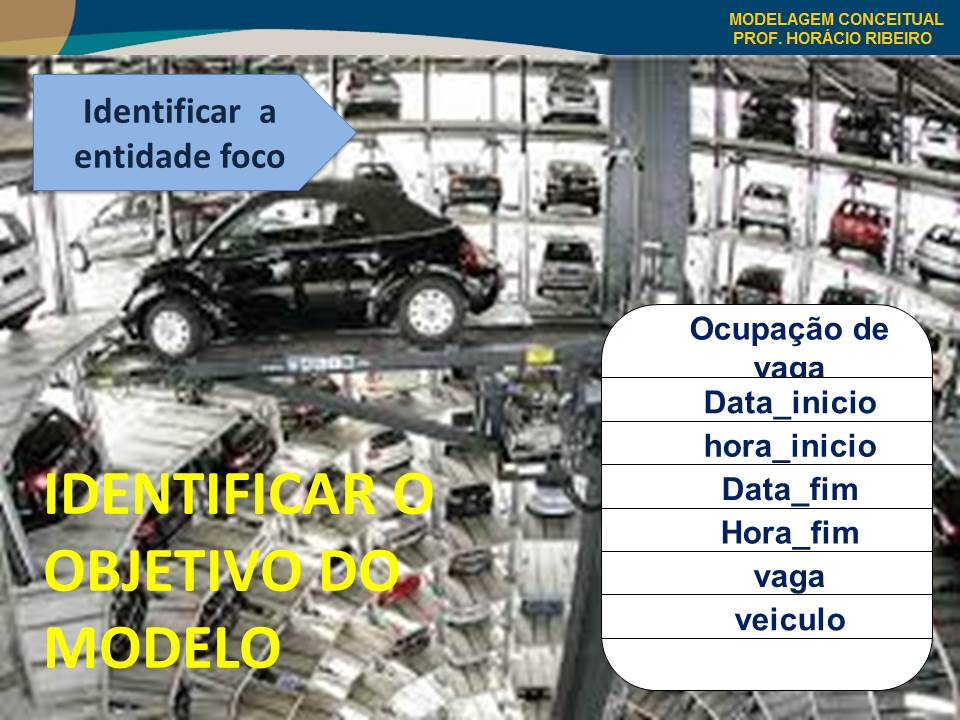 MODELAGEM CONCEITUAL
PROF. HORÁCIO RIBEIRO
Identificar a
entidade foco
IDENTIFICAR O
OBJETIVO DO
MODELO
Ocupação de
vaga
Data_inicio
hora_inicio
Data_fim
Hora_fim
vaga
veiculo